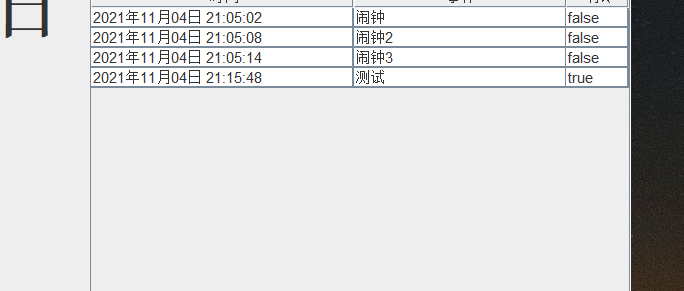 2021年11月04日 21:05:02 闹钟 false
2021年11月04日 21:05:08 闹钟2 false
2021年11月04日 21:05:14 闹钟3 false
2021年11月04日 21:15:48 测试 true